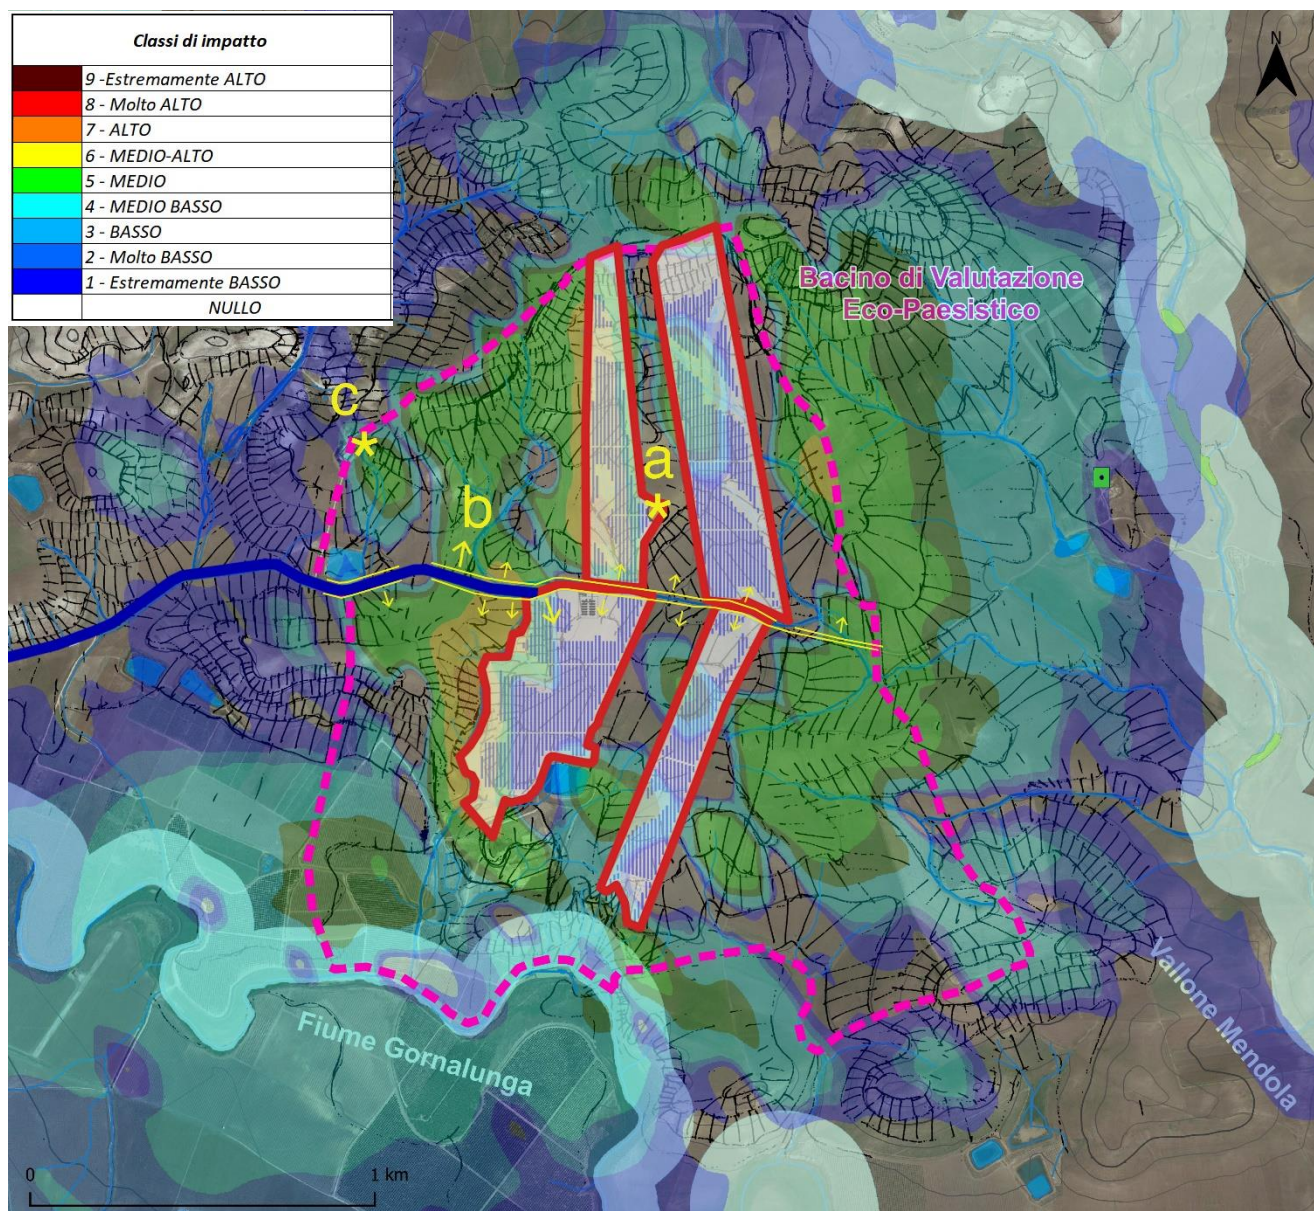 Classi di impatto
9 -Estremamente ALTO
8 - Molto ALTO
7 - ALTO
6 - MEDIO-ALTO
5 - MEDIO
4 - MEDIO BASSO
3 - BASSO
2 - Molto BASSO
1 - Estremamente BASSO
NULLO
N
Bacino di Valutazione
Eco-Paesistico
c
a
b
Vallone Mendola
Fiume Gornalunga
0 1 km